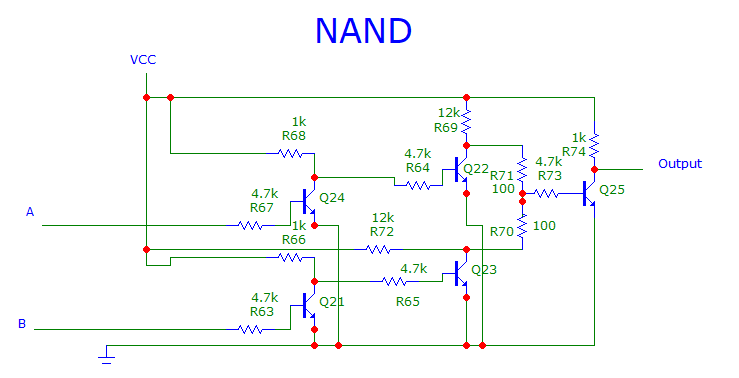 NAND
VCC
1k
R68
12k
R69
4.7k
R64
Q22
R71
100
4.7k
R73
1k
R74
Output
Q25
4.7k
R67
Q24
A
1k
R66
12k
R72
R70
100
4.7k
R65
Q23
4.7k
R63
Q21
B